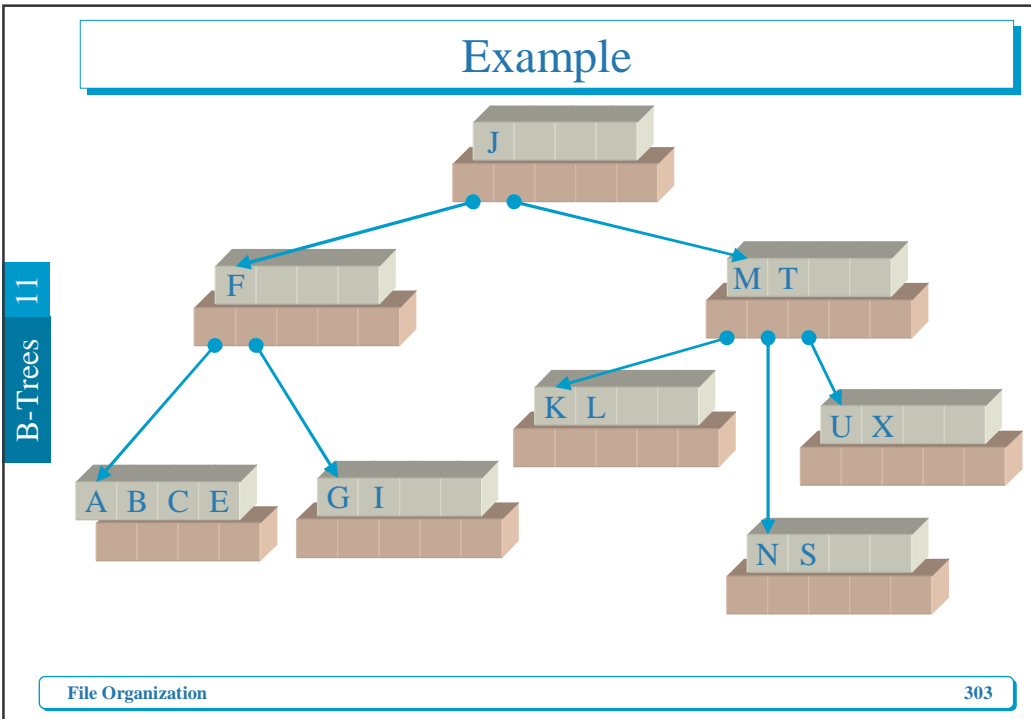 Example
J
F
M T
K L
U X
A B C E
G I
N S
B-Trees 11
File Organization 303